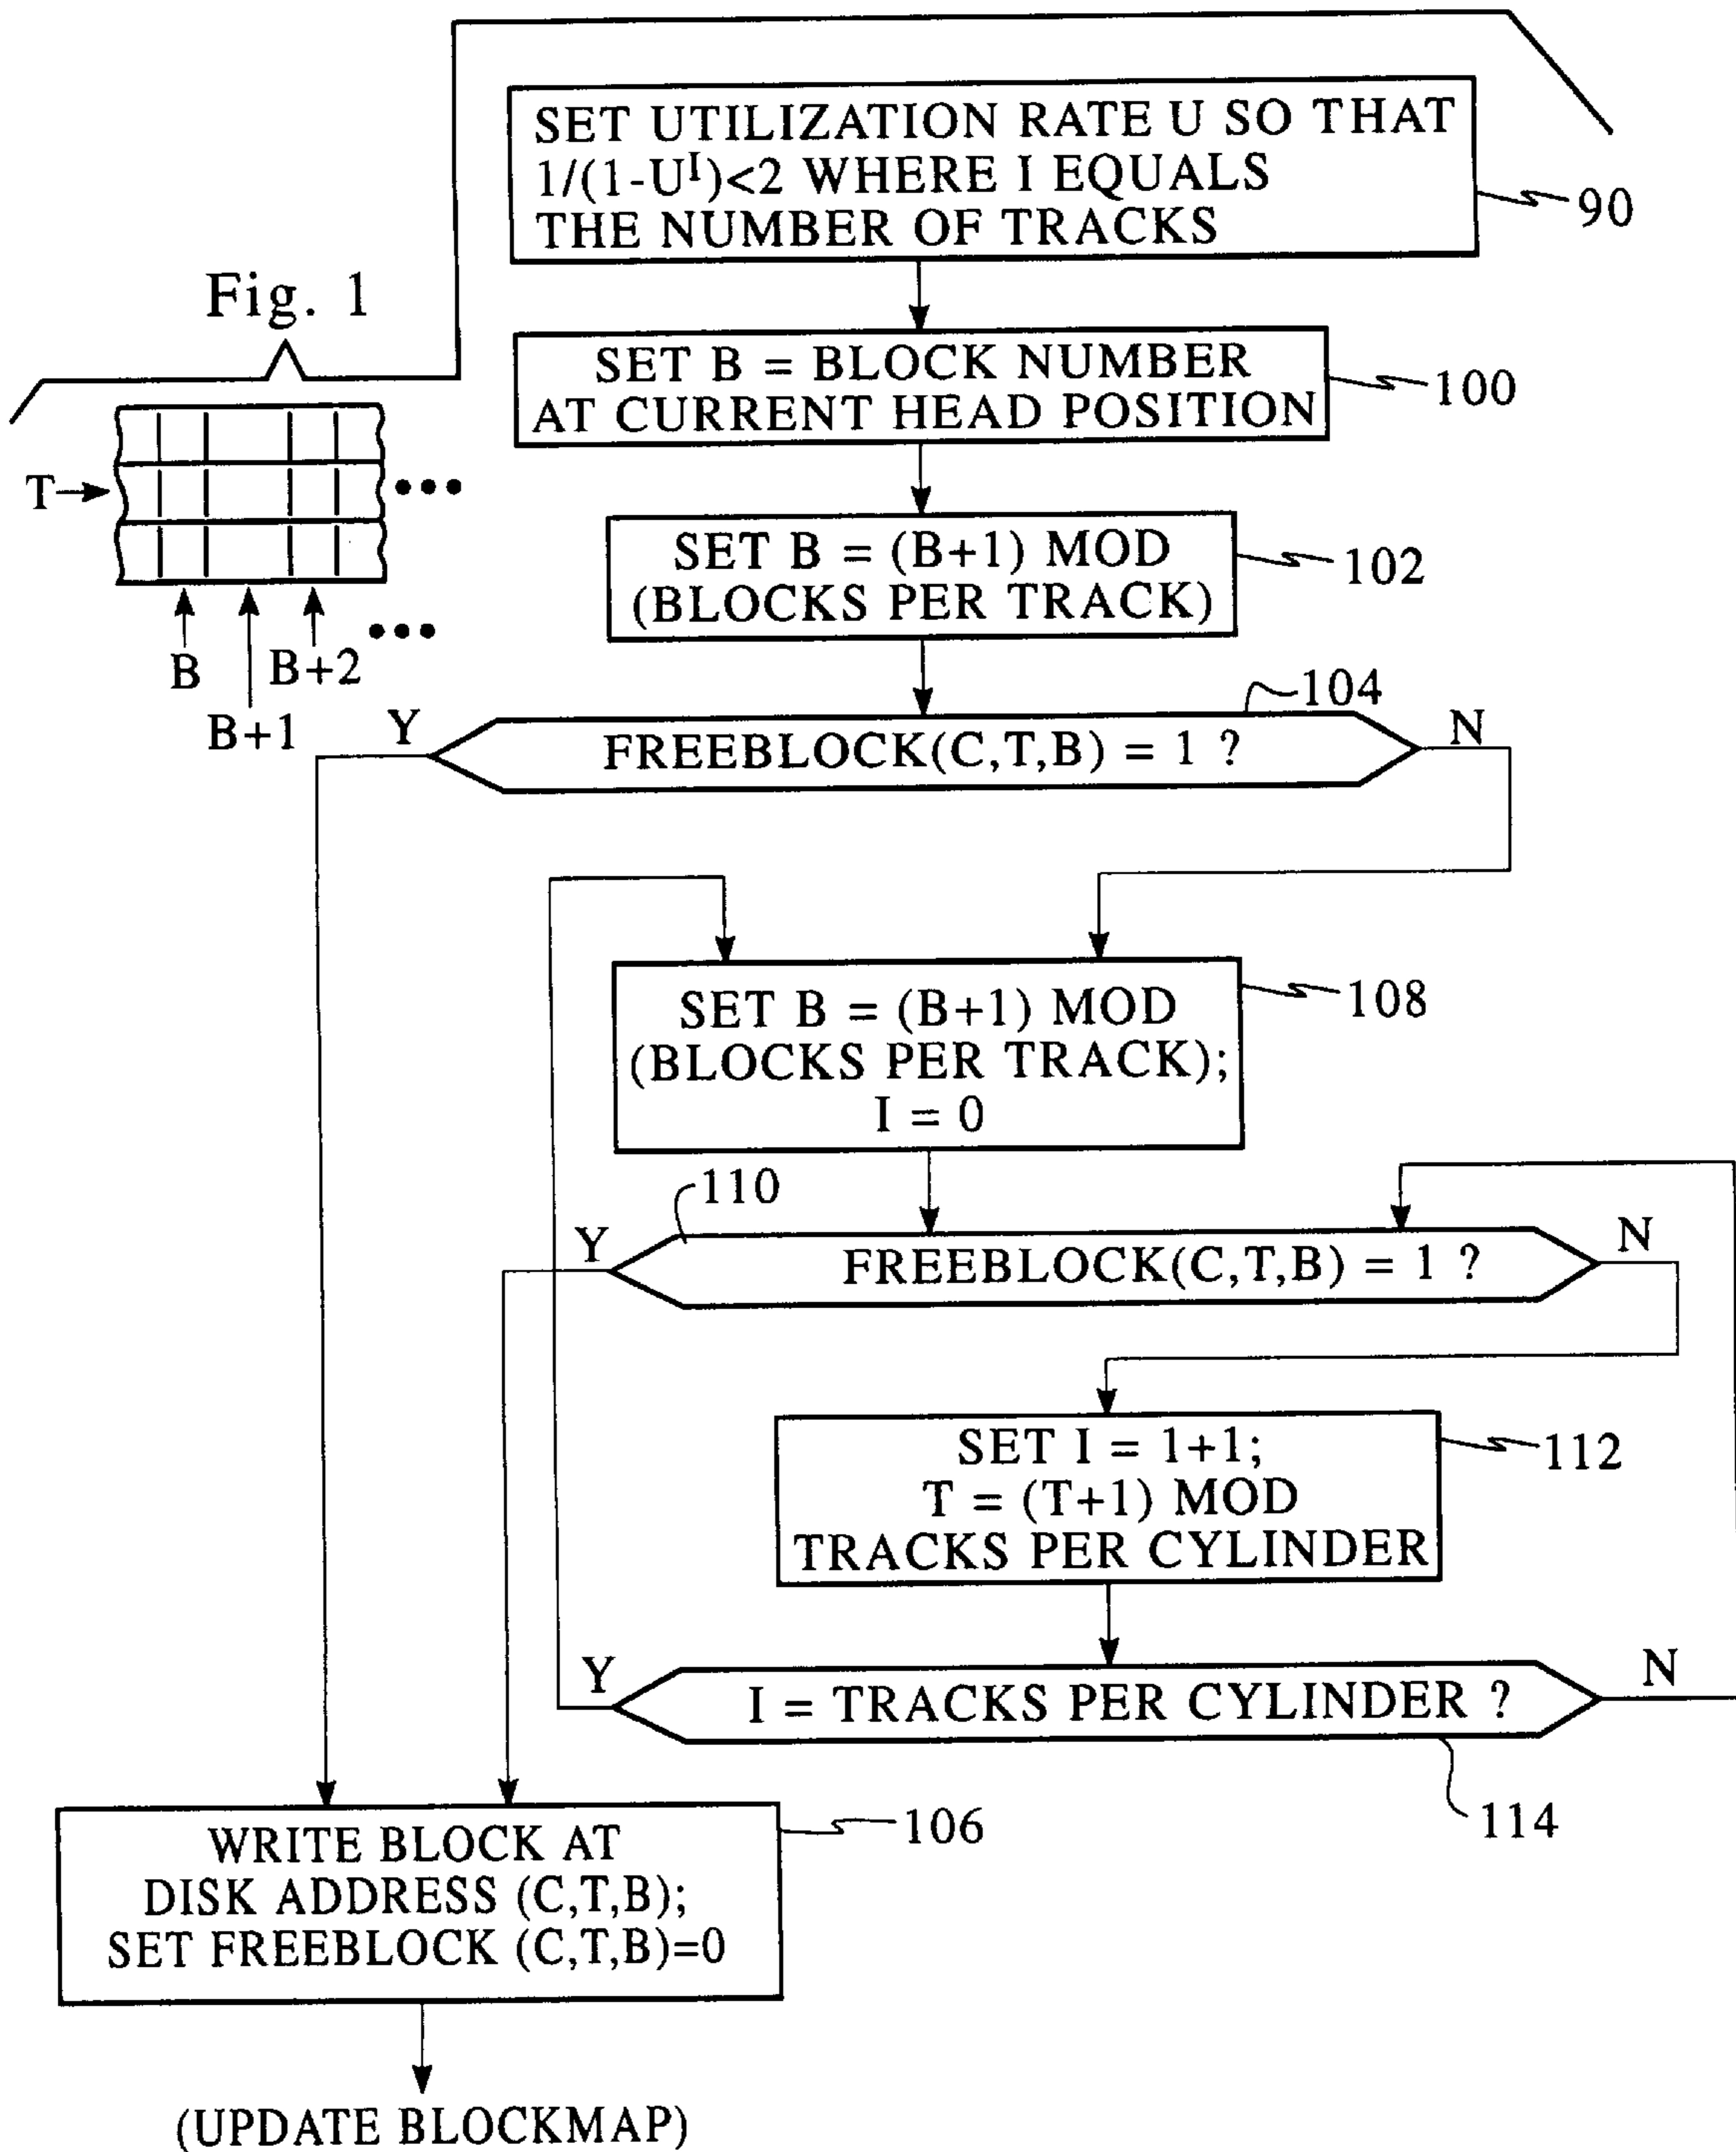 SET UTILIZATION RATE U SO THAT
1/(1-U^I)<2 WHERE I EQUALS
THE NUMBER OF TRACKS
90
Fig. 1
SET B = BLOCK NUMBER
AT CURRENT HEAD POSITION
100
T
•••
SET B = (B+1) MOD
(BLOCKS PER TRACK)
102
•••
B
B+2
B+1
104
Y
FREEBLOCK(C,T,B) = 1 ?
N
SET B = (B+1) MOD
(BLOCKS PER TRACK);
I = 0
108
110
Y
FREEBLOCK(C,T,B) = 1 ?
N
SET I = 1+1;
T = (T+1) MOD
TRACKS PER CYLINDER
112
Y
I = TRACKS PER CYLINDER ?
N
114
WRITE BLOCK AT
DISK ADDRESS (C,T,B);
SET FREEBLOCK (C,T,B)=0
106
(UPDATE BLOCKMAP)